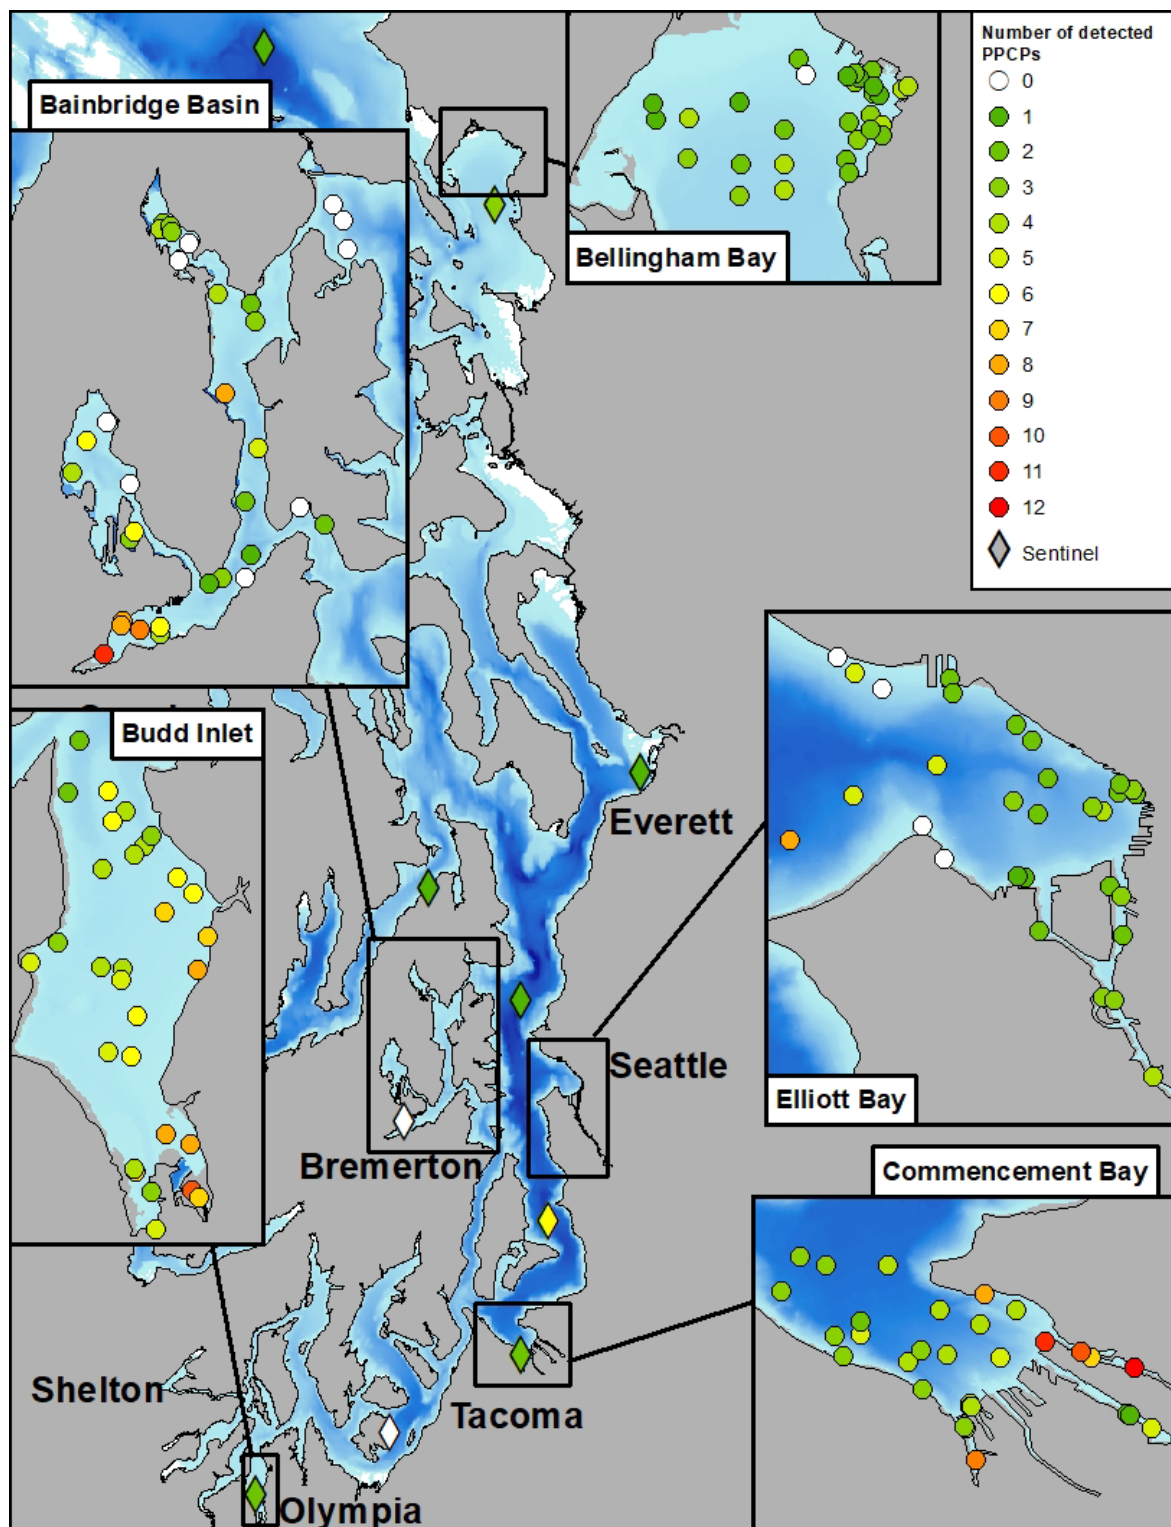 Number of detected
PPCPs
0
1
2
3
4
5
6
7
8
9
10
11
12
Sentinel
Bainbridge Basin
Bellingham Bay
Budd Inlet
Everett
Seattle
Elliott Bay
Bremerton
Commencement Bay
Shelton
Tacoma
Olympia